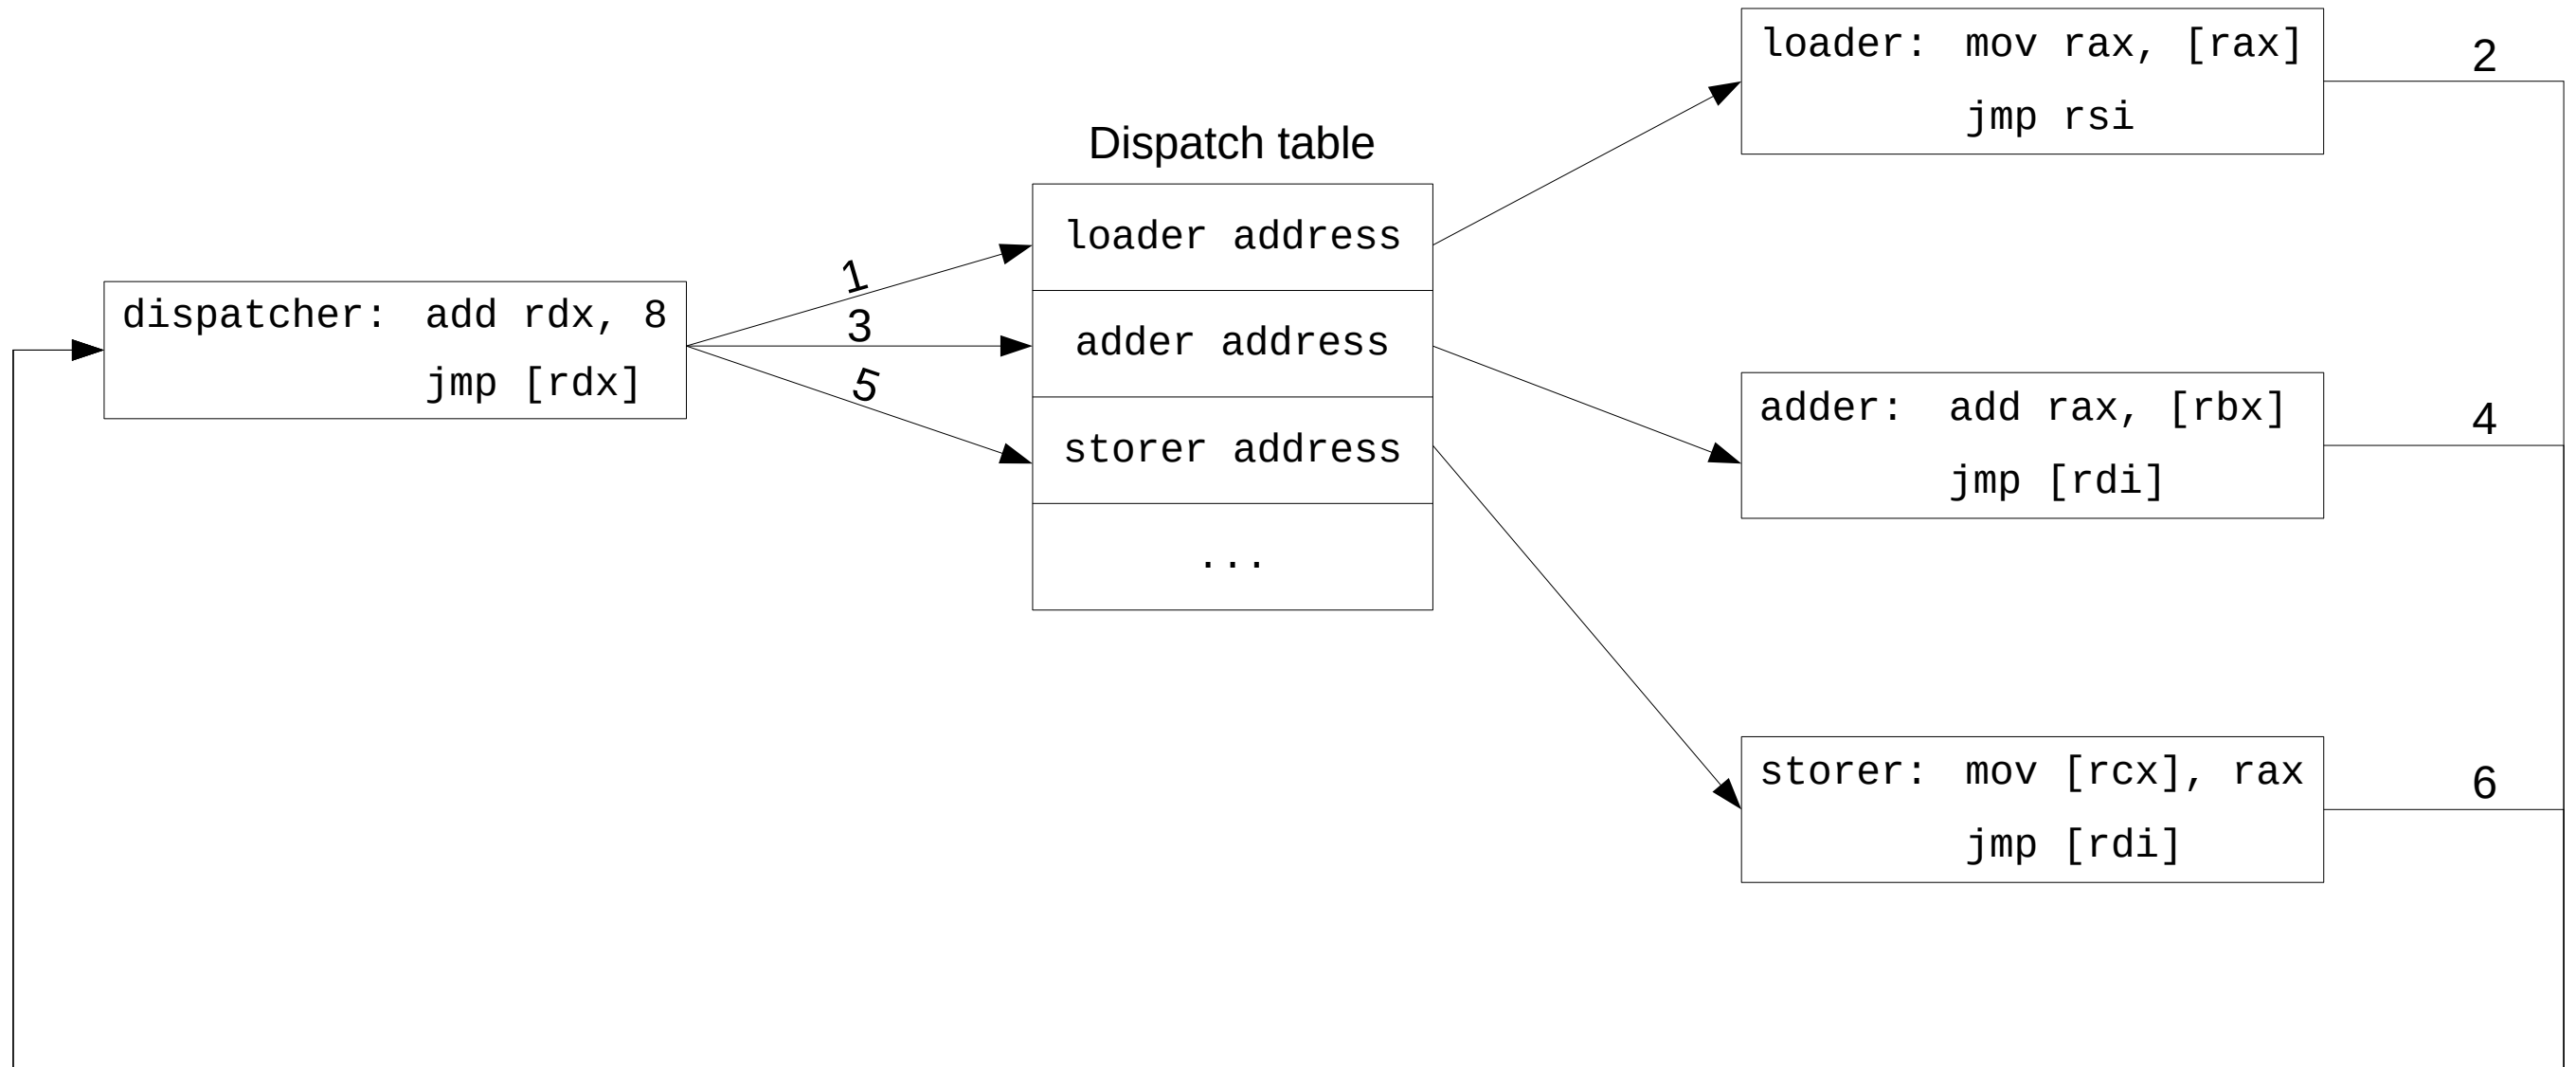 dispatcher: add rdx, 8
jmp [rdx]
1
3
5
Dispatch table
loader address
adder address
storer address
...
loader: mov rax, [rax]
jmp rsi
2
adder: add rax, [rbx]
jmp [rdi]
4
storer: mov [rcx], rax
jmp [rdi]
6